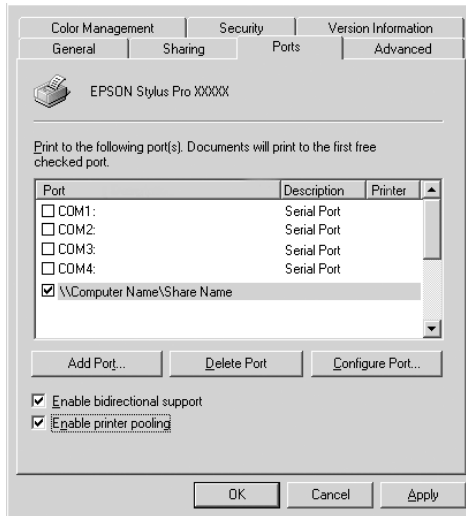 Color Management Security Version Information
General Sharing Ports Advanced
EPSON Stylus Pro XXXXX
Print to the following port(s). Documents will print to the first free
checked port.
Port Description Printer
COM1: Serial Port
COM2: Serial Port
COM3: Serial Port
COM4: Serial Port
\\Computer Name\Share Name
Add Port... Delete Port Configure Port...
Enable bidirectional support
Enable printer pooling
OK Cancel Apply